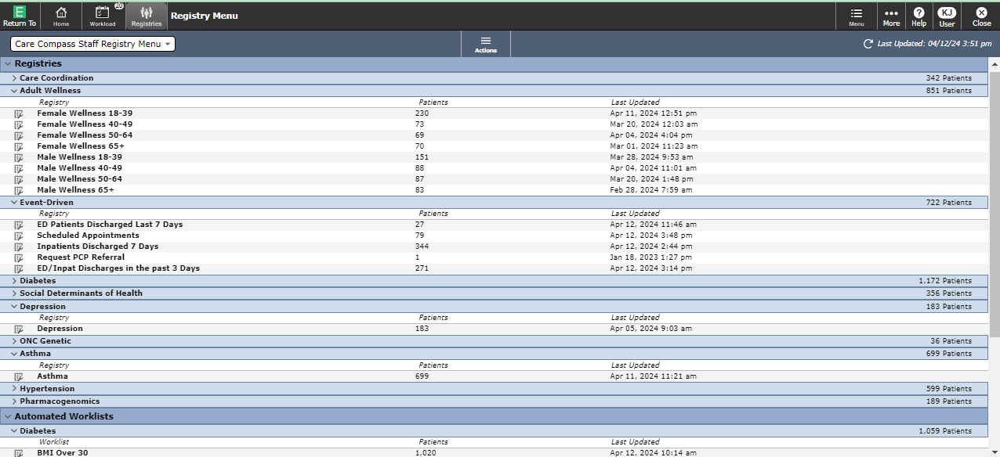 E 20 KJ
Return To Home Workload Registries Registry Menu Menu More Help User Close
Care Compass Staff Registry Menu Actions Last Updated: 04/12/24 3:51 pm
Registries
Care Coordination 342 Patients
Adult Wellness 851 Patients
Registry Patients Last Updated
Female Wellness 18-39 230 Apr 11, 2024 12:51 pm
Female Wellness 40-49 73 Mar 20, 2024 12:03 am
Female Wellness 50-64 69 Apr 04, 2024 4:04 pm
Female Wellness 65+ 70 Mar 01, 2024 11:23 am
Male Wellness 18-39 151 Mar 28, 2024 9:53 am
Male Wellness 40-49 88 Apr 04, 2024 11:01 am
Male Wellness 50-64 87 Mar 20, 2024 1:48 pm
Male Wellness 65+ 83 Feb 28, 2024 7:59 am
Event-Driven 722 Patients
Registry Patients Last Updated
ED Patients Discharged Last 7 Days 27 Apr 12, 2024 11:46 am
Scheduled Appointments 79 Apr 12, 2024 3:48 pm
Inpatients Discharged 7 Days 344 Apr 12, 2024 2:44 pm
Request PCP Referral 1 Jan 18, 2023 1:27 pm
ED/Inpat Discharges in the past 3 Days 271 Apr 12, 2024 3:14 pm
Diabetes 1,172 Patients
Social Determinants of Health 356 Patients
Depression 183 Patients
Registry Patients Last Updated
Depression 183 Apr 05, 2024 9:03 am
ONC Genetic 36 Patients
Asthma 699 Patients
Registry Patients Last Updated
Asthma 699 Apr 11, 2024 11:21 am
Hypertension 599 Patients
Pharmacogenomics 189 Patients
Automated Worklists
Diabetes 1,059 Patients
Worklist Patients Last Updated
BMI Over 30 1,020 Apr 12, 2024 10:14 am